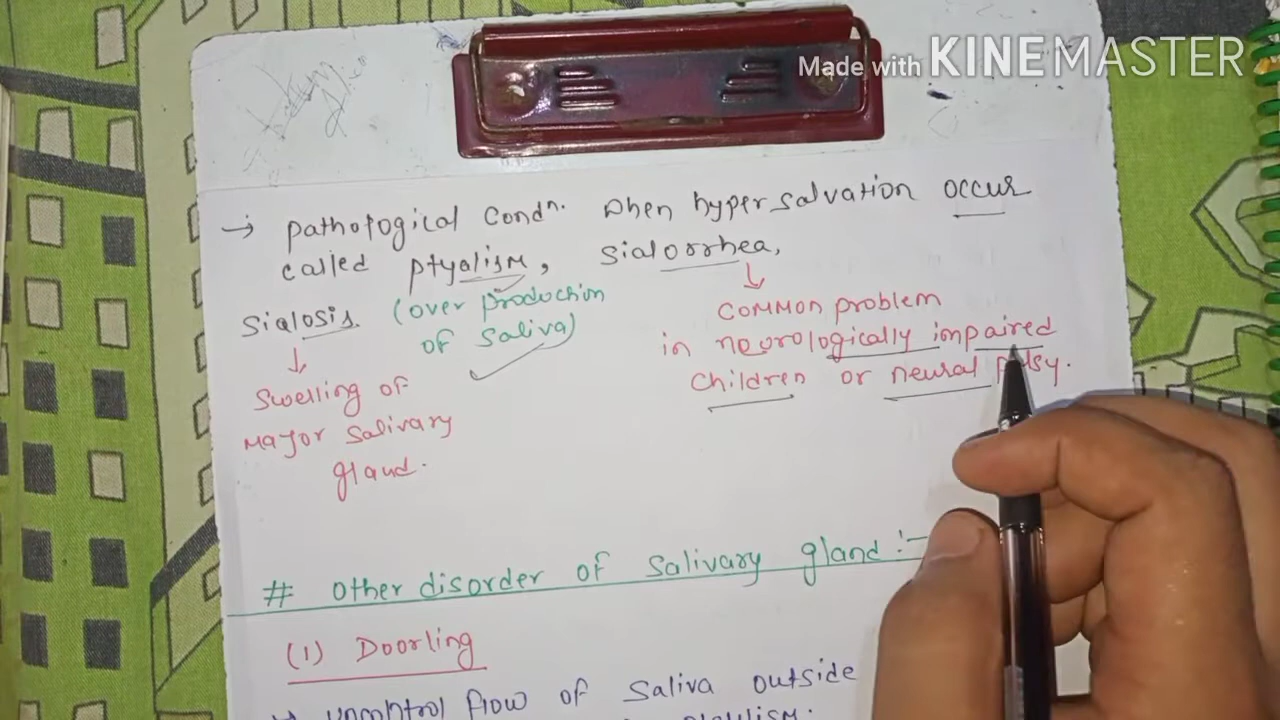 Made with KINEMASTER
→ pathological Condn. When hypersalvation occur
called ptyalism, sialorrhea,
sialosis (over production
of saliva)
↓
Swelling of
Major Salivary
gland.
↓
Common problem
in neurologically impaired
children or neural palsy.
# Other disorder of salivary gland :-
(1) Doorling
→ uncontrol flow of saliva outside